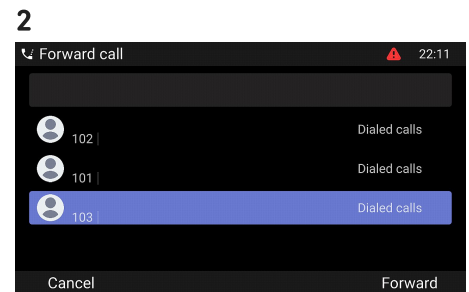 2
Forward call 22:11
102 | Dialed calls
101 | Dialed calls
103 | Dialed calls
Cancel Forward